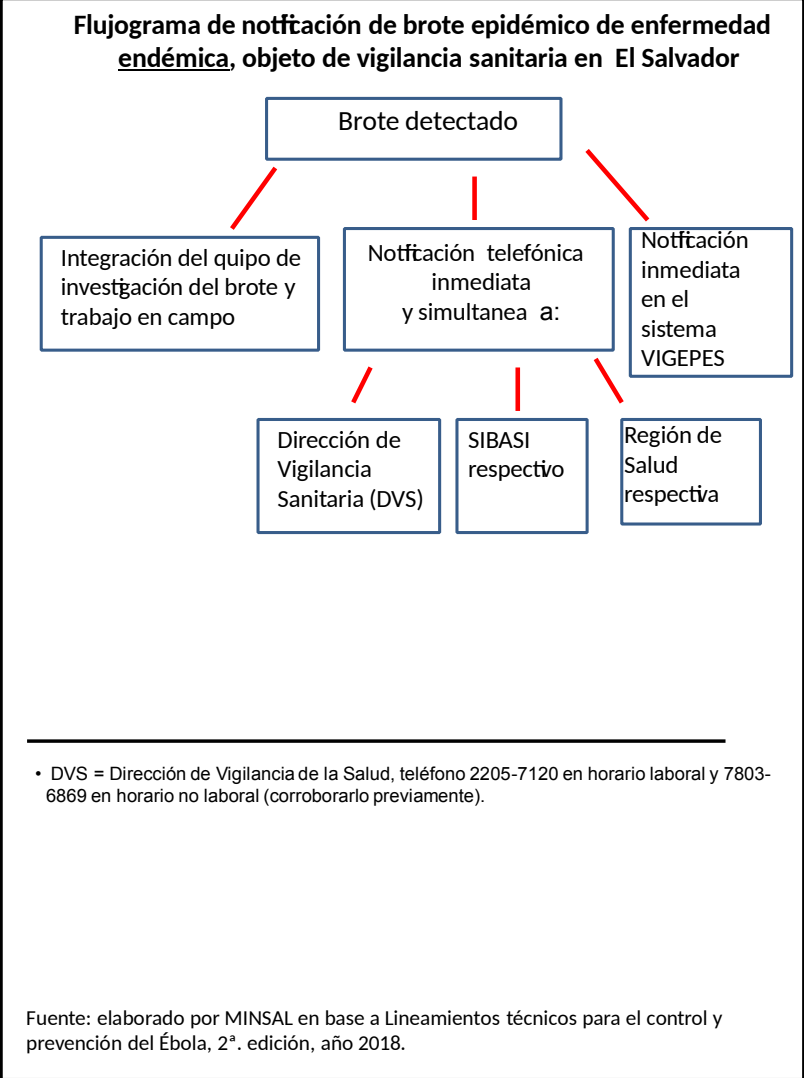 Flujograma de notificación de brote epidémico de enfermedad
endémica, objeto de vigilancia sanitaria en El Salvador
Brote detectado
Integración del quipo de
investigación del brote y
trabajo en campo
Notificación telefónica
inmediata
y simultanea a:
Notificación
inmediata
en el
sistema
VIGEPES
Dirección de
Vigilancia
Sanitaria (DVS)
SIBASI
respectivo
Región de
Salud
respectiva
• DVS = Dirección de Vigilancia de la Salud, teléfono 2205-7120 en horario laboral y 7803-
6869 en horario no laboral (corroborarlo previamente).
Fuente: elaborado por MINSAL en base a Lineamientos técnicos para el control y
prevención del Ébola, 2ª. edición, año 2018.